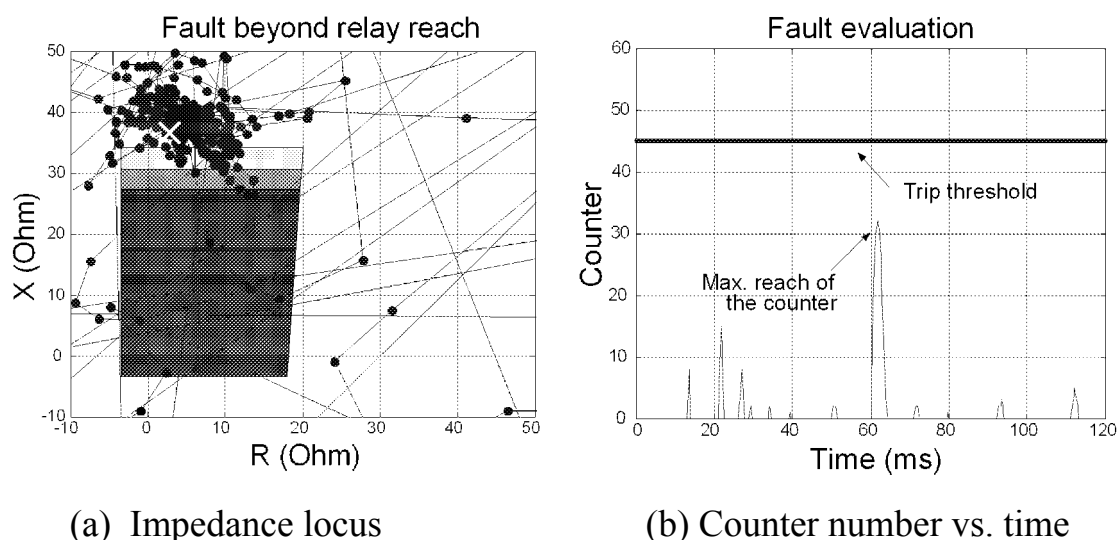 Fault beyond relay reach
50
40
30
20
10
0
-10
X (Ohm)
-10 0 10 20 30 40 50
R (Ohm)
(a) Impedance locus
Fault evaluation
60
50
40
30
20
10
0
Counter
Trip threshold
Max. reach of
the counter
0 20 40 60 80 100 120
Time (ms)
(b) Counter number vs. time